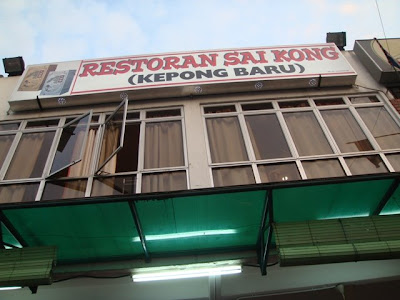 RESTORAN SAI KONG
(KEPONG BARU)